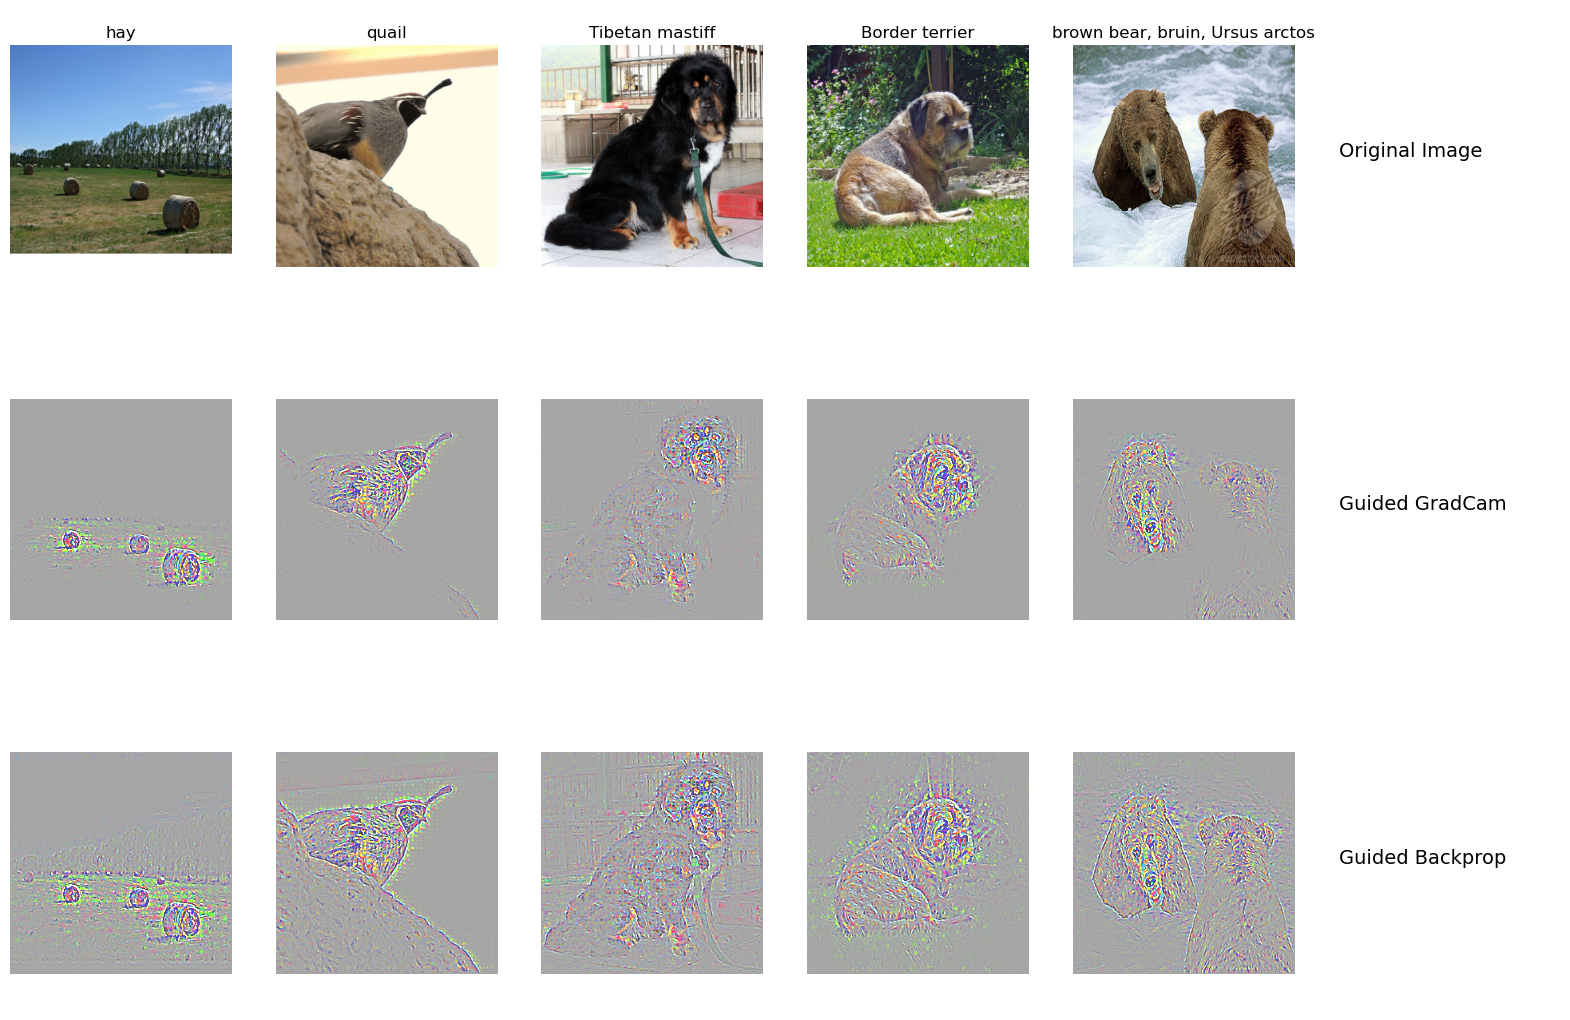 hay
quail
Tibetan mastiff
Border terrier
brown bear, bruin, Ursus arctos
Original Image
Guided GradCam
Guided Backprop